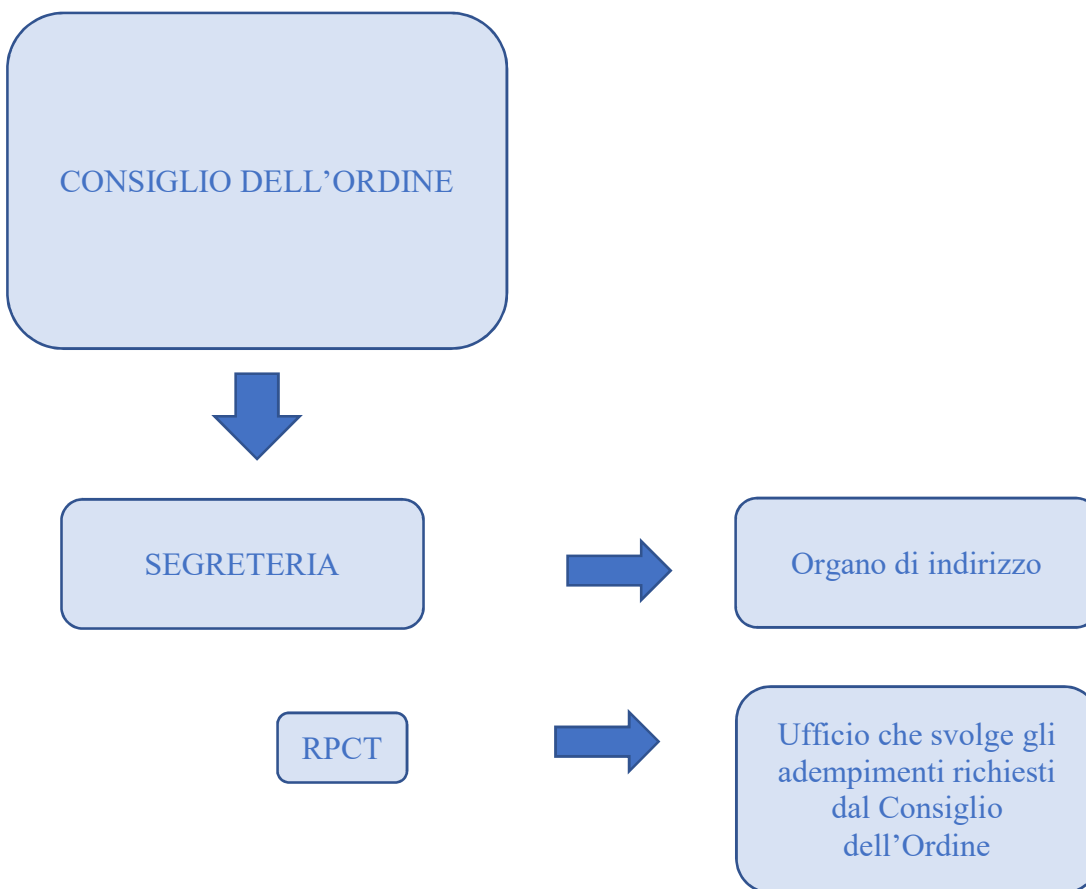 CONSIGLIO DELL’ORDINE
SEGRETERIA
Organo di indirizzo
RPCT
Ufficio che svolge gli
adempimenti richiesti
dal Consiglio
dell’Ordine